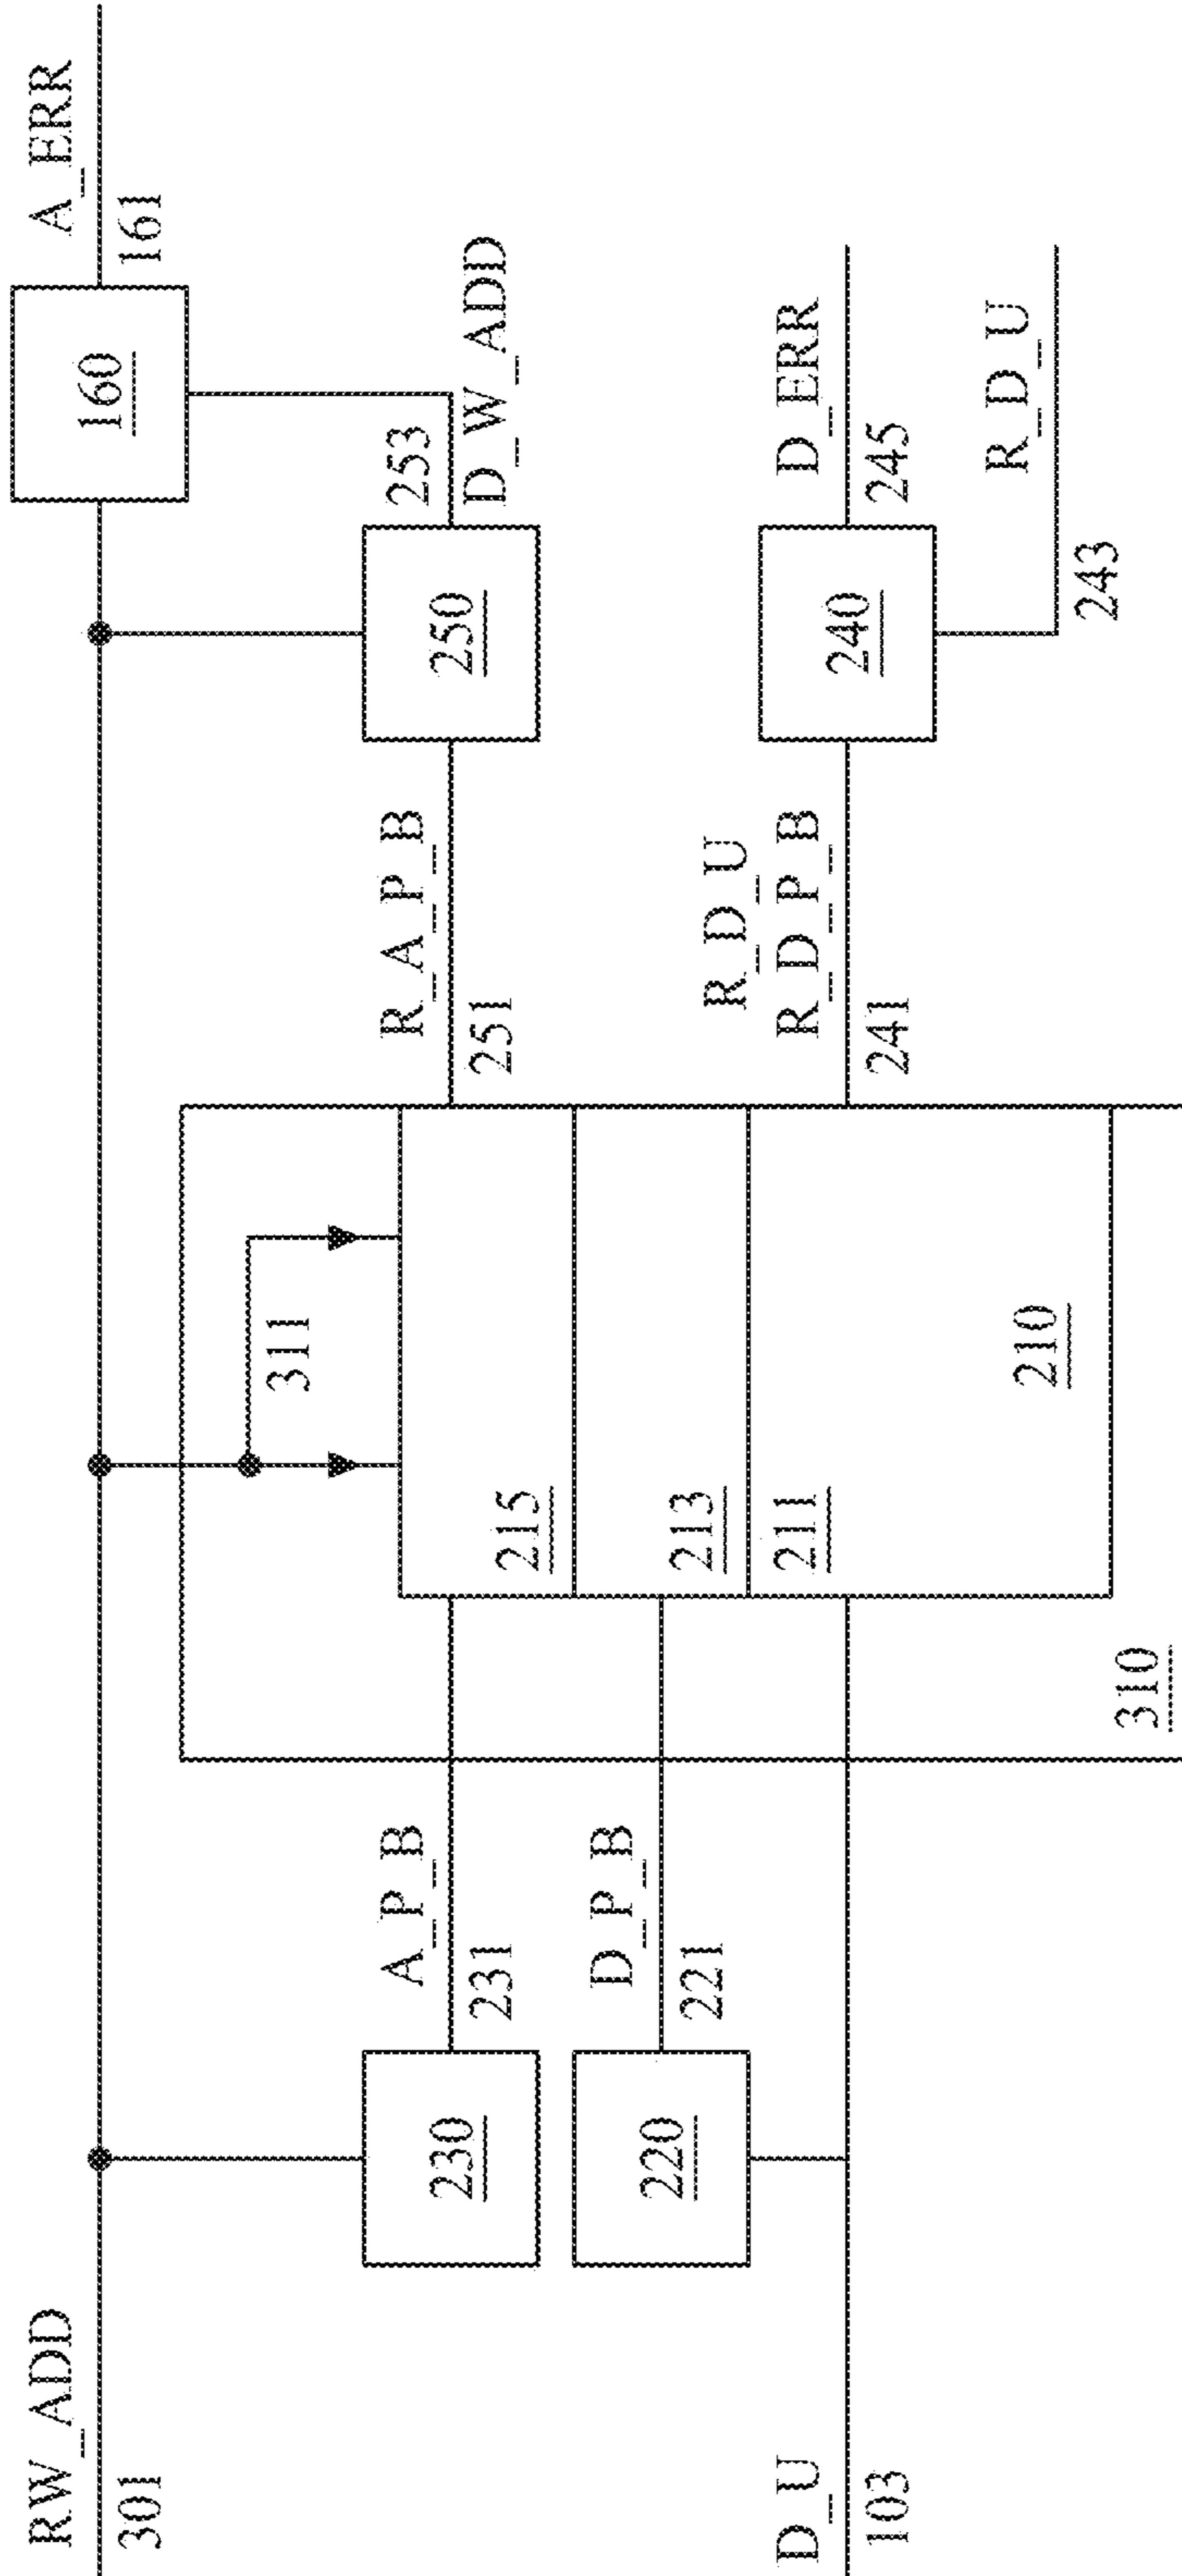 RW_ADD
301
A_ERR
161
160
230
A_P_B
231
311
R_A_P_B
251
250
253
D_W_ADD
220
D_P_B
221
215
213
211
210
310
D_U
103
R_D_U
R_D_P_B
241
240
D_ERR
245
R_D_U
243